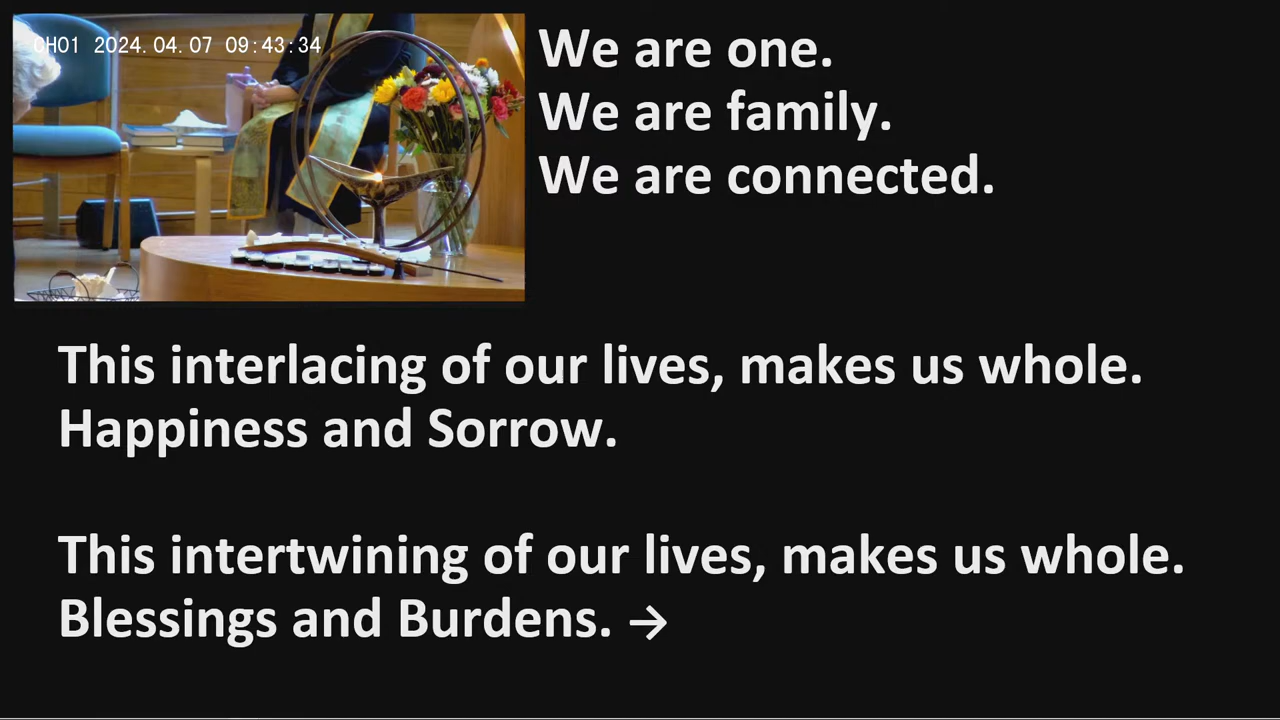 CH01 2024.04.07 09:43:34
We are one.
We are family.
We are connected.
This interlacing of our lives, makes us whole.
Happiness and Sorrow.
This intertwining of our lives, makes us whole.
Blessings and Burdens. →